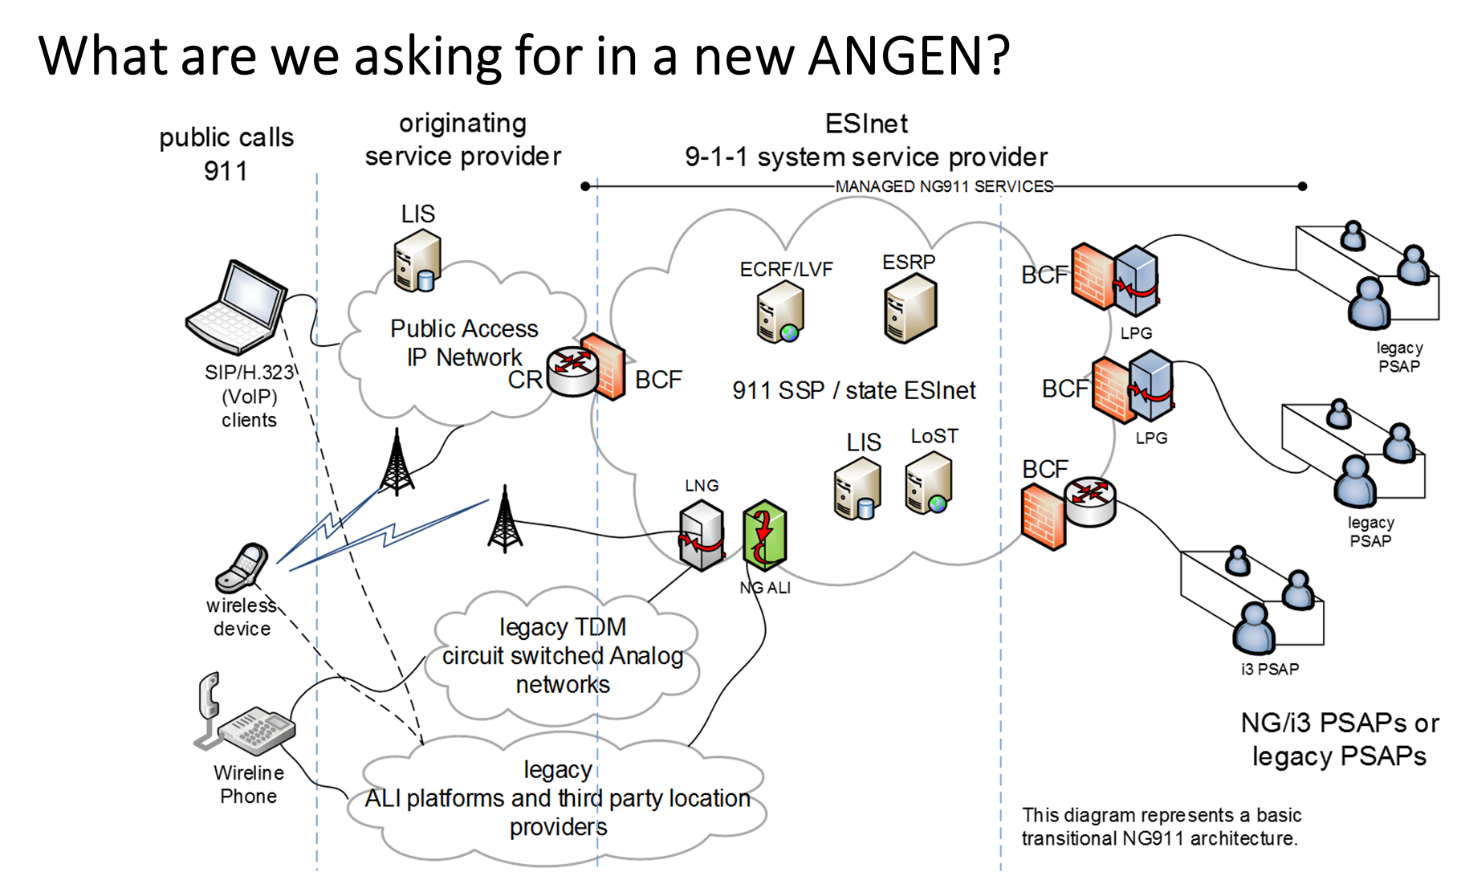 What are we asking for in a new ANGEN?
public calls
911
originating
service provider
ESInet
9-1-1 system service provider
MANAGED NG911 SERVICES
LIS
Public Access
IP Network
CR
BCF
SIP/H.323
(VoIP)
clients
ECRF/LVF
ESRP
911 SSP / state ESInet
LIS
LoST
LNG
NG ALI
BCF
LPG
legacy
PSAP
BCF
LPG
legacy
PSAP
BCF
i3 PSAP
wireless
device
legacy TDM
circuit switched Analog
networks
Wireline
Phone
legacy
ALI platforms and third party location
providers
NG/i3 PSAPs or
legacy PSAPs
This diagram represents a basic
transitional NG911 architecture.